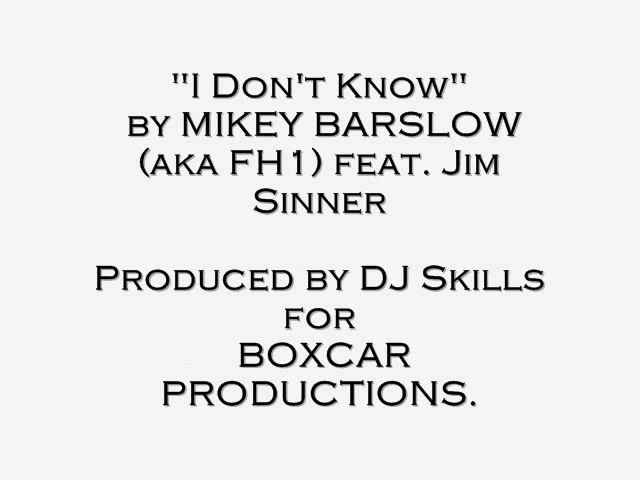 "I Don't Know"
by MIKEY BARSLOW
(aka FH1) feat. Jim
Sinner
Produced by DJ Skills
for
BOXCAR
PRODUCTIONS.